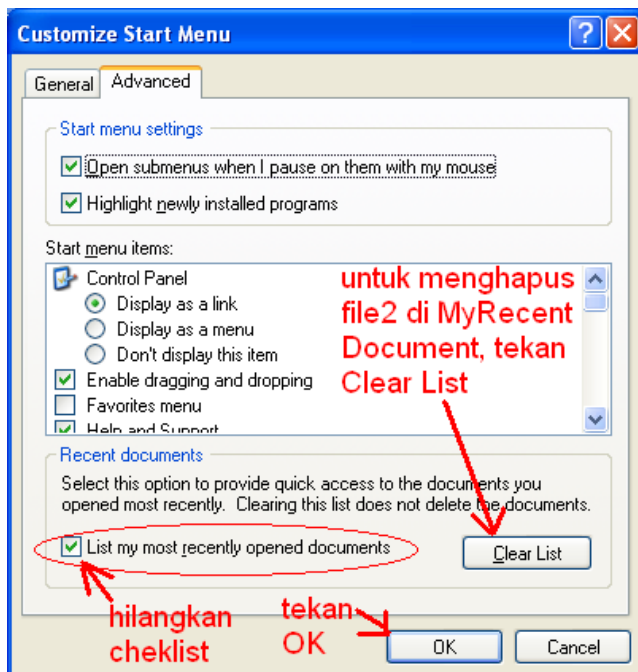 Customize Start Menu
General
Advanced
Start menu settings
Open submenus when I pause on them with my mouse
Highlight newly installed programs
Start menu items:
Control Panel
Display as a link
Display as a menu
Don't display this item
Enable dragging and dropping
Favorites menu
Help and Support
untuk menghapus
file2 di MyRecent
Document, tekan
Clear List
Recent documents
Select this option to provide quick access to the documents you
opened most recently. Clearing this list does not delete the documents.
List my most recently opened documents
Clear List
hilangkan
cheklist
tekan
OK
OK
Cancel